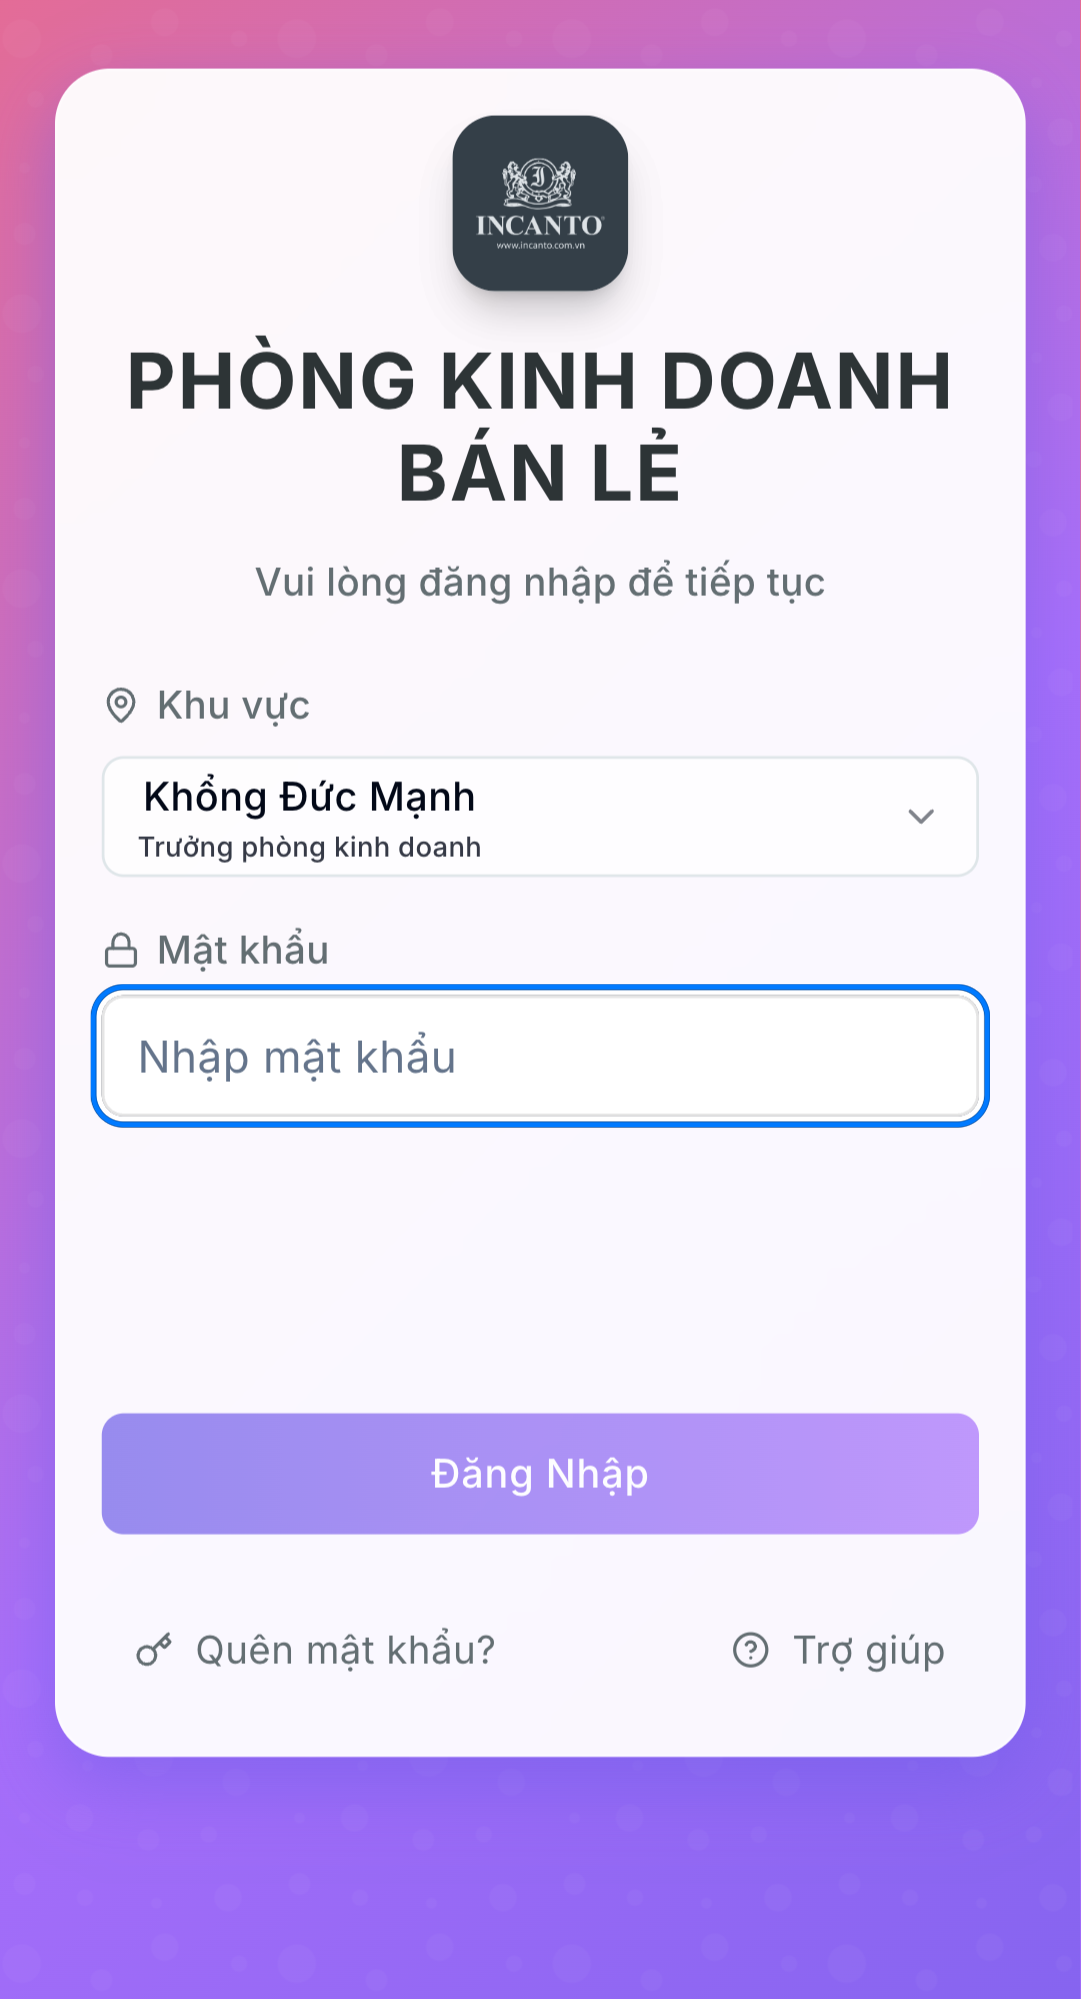 INCANTO
www.incanto.com.vn
PHÒNG KINH DOANH
BÁN LẺ
Vui lòng đăng nhập để tiếp tục
Khu vực
Khổng Đức Mạnh
Trưởng phòng kinh doanh
Mật khẩu
Nhập mật khẩu
Đăng Nhập
Quên mật khẩu?
Trợ giúp